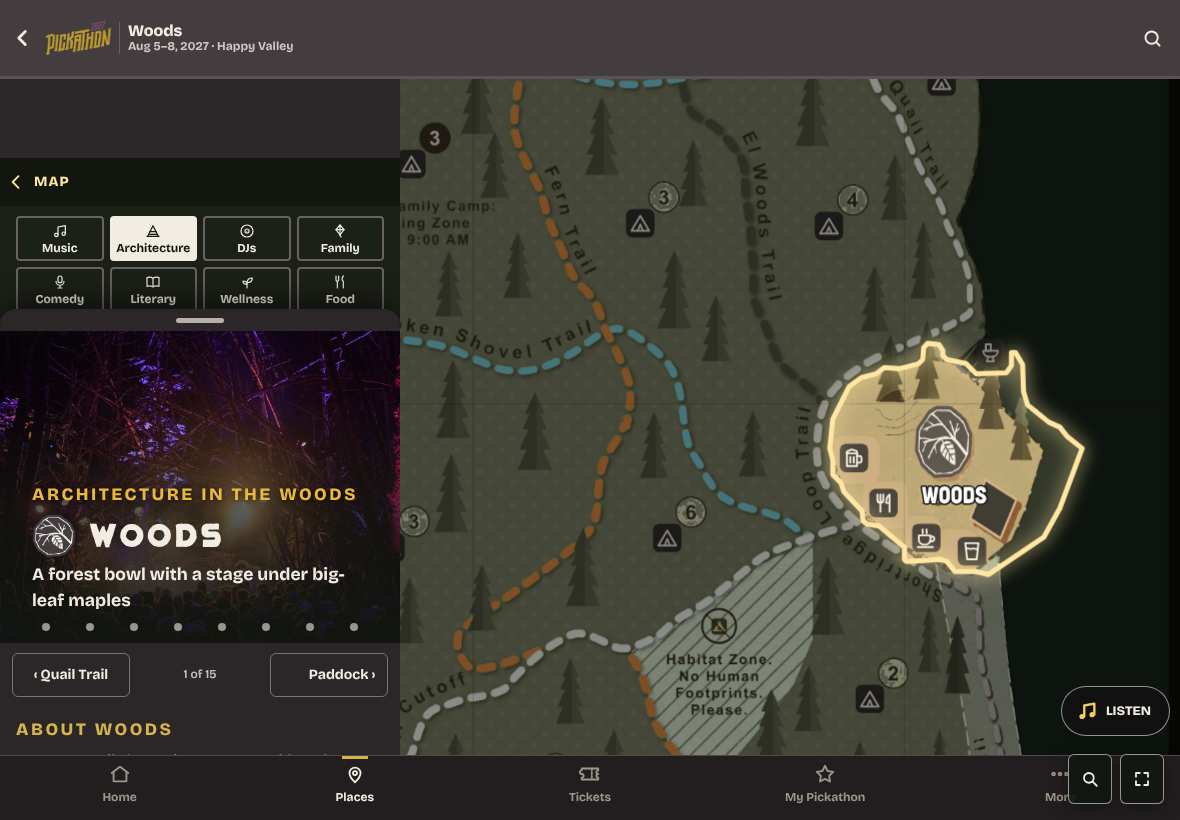 PICKATHON
Woods
Aug 5–8, 2027 · Happy Valley
MAP
Music
Architecture
DJs
Family
Comedy
Literary
Wellness
Food
ARCHITECTURE IN THE WOODS
WOODS
A forest bowl with a stage under big-
leaf maples
‹ Quail Trail
1 of 15
Paddock ›
ABOUT WOODS
3
amily Camp:
ing Zone
9:00 AM
Fern Trail
3
El Woods Trail
4
Quail Trail
ken Shovel Trail
3
6
Shortridge Loop Trail
WOODS
Habitat Zone.
No Human
Footprints.
Please.
2
Cutoff
LISTEN
Home
Places
Tickets
My Pickathon
Mor